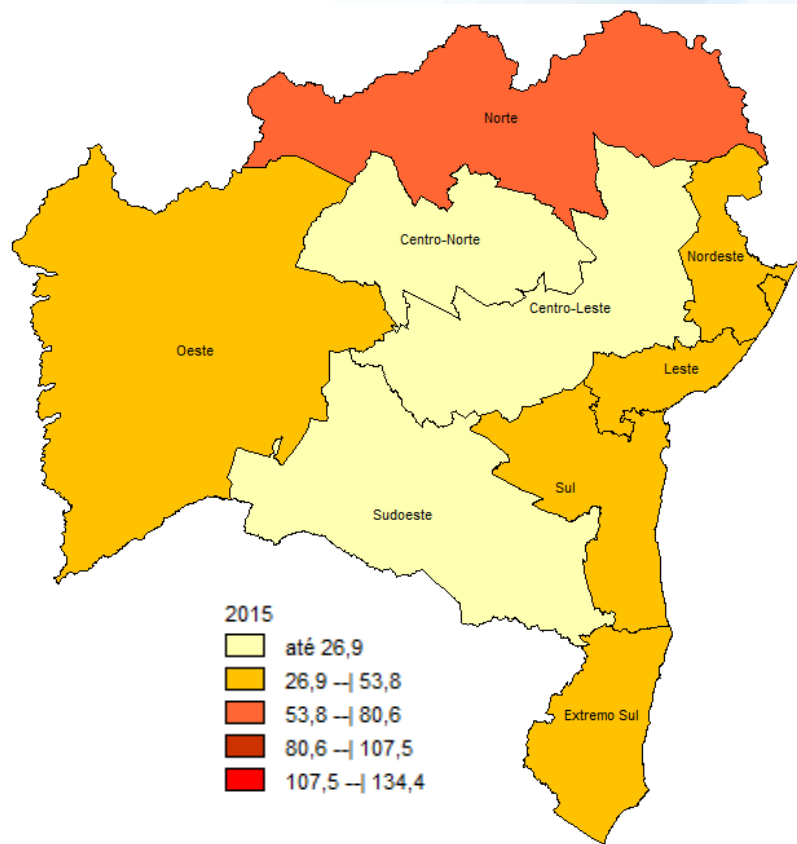 Norte
Centro-Norte
Nordeste
Centro-Leste
Oeste
Leste
Sul
Sudoeste
2015
até 26,9
26,9 --| 53,8
53,8 --| 80,6
80,6 --| 107,5
107,5 --| 134,4
Extremo Sul